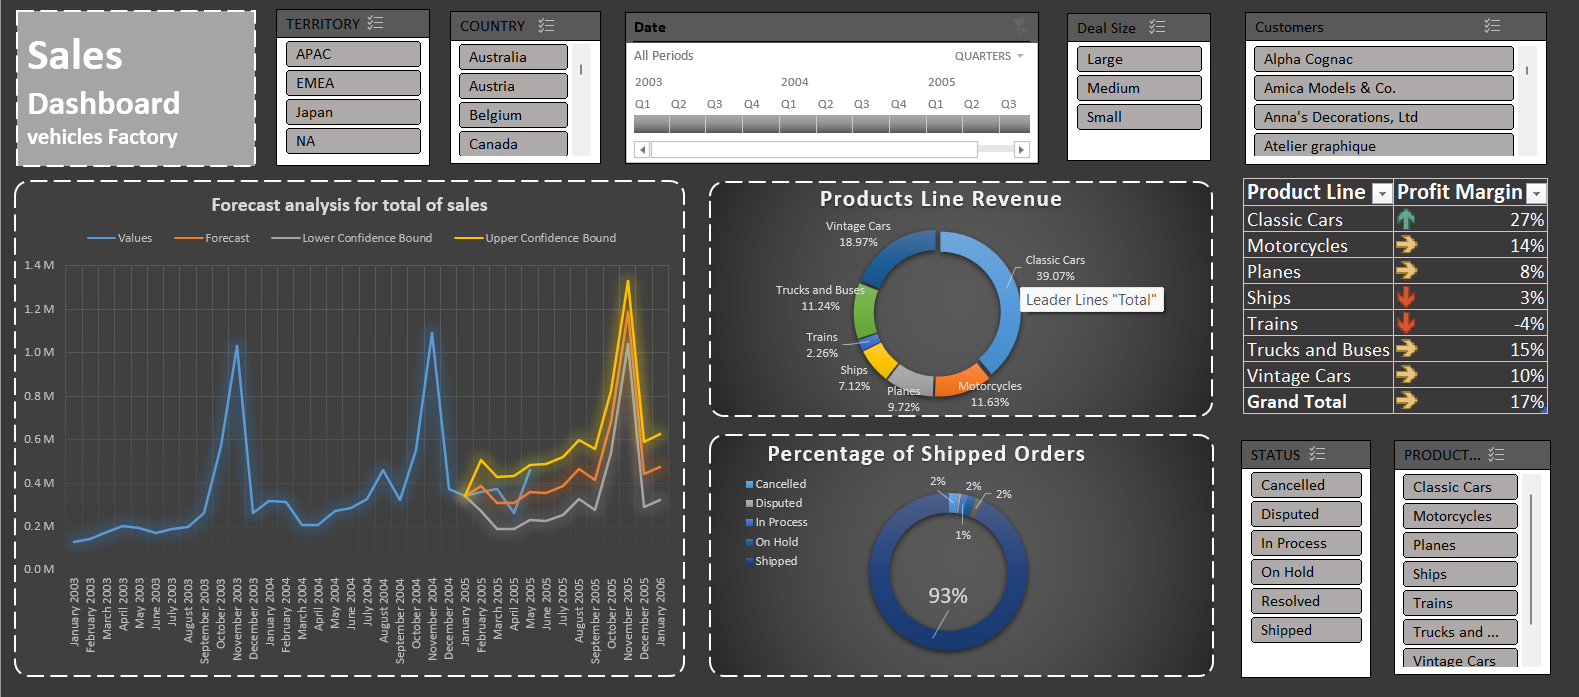 Sales
Dashboard
vehicles Factory
TERRITORY
APAC
EMEA
Japan
NA
COUNTRY
Australia
Austria
Belgium
Canada
Date
All Periods
QUARTERS
2003 2004 2005
Q1 Q2 Q3 Q4 Q1 Q2 Q3 Q4 Q1 Q2 Q3
Deal Size
Large
Medium
Small
Customers
Alpha Cognac
Amica Models & Co.
Anna's Decorations, Ltd
Atelier graphique
Forecast analysis for total of sales
Values Forecast Lower Confidence Bound Upper Confidence Bound
1.4 M
1.2 M
1.0 M
0.8 M
0.6 M
0.4 M
0.2 M
0.0 M
January 2003
February 2003
March 2003
April 2003
May 2003
June 2003
July 2003
August 2003
September 2003
October 2003
November 2003
December 2003
January 2004
February 2004
March 2004
April 2004
May 2004
June 2004
July 2004
August 2004
September 2004
October 2004
November 2004
December 2004
January 2005
February 2005
March 2005
April 2005
May 2005
June 2005
July 2005
August 2005
September 2005
October 2005
November 2005
December 2005
January 2006
Products Line Revenue
Vintage Cars
18.97%
Classic Cars
39.07%
Leader Lines "Total"
Trucks and Buses
11.24%
Trains
2.26%
Ships
7.12%
Planes
9.72%
Motorcycles
11.63%
Product Line Profit Margin
Classic Cars 27%
Motorcycles 14%
Planes 8%
Ships 3%
Trains -4%
Trucks and Buses 15%
Vintage Cars 10%
Grand Total 17%
Percentage of Shipped Orders
Cancelled
Disputed
In Process
On Hold
Shipped
2%
2%
2%
1%
93%
STATUS
Cancelled
Disputed
In Process
On Hold
Resolved
Shipped
PRODUCT...
Classic Cars
Motorcycles
Planes
Ships
Trains
Trucks and ...
Vintage Cars